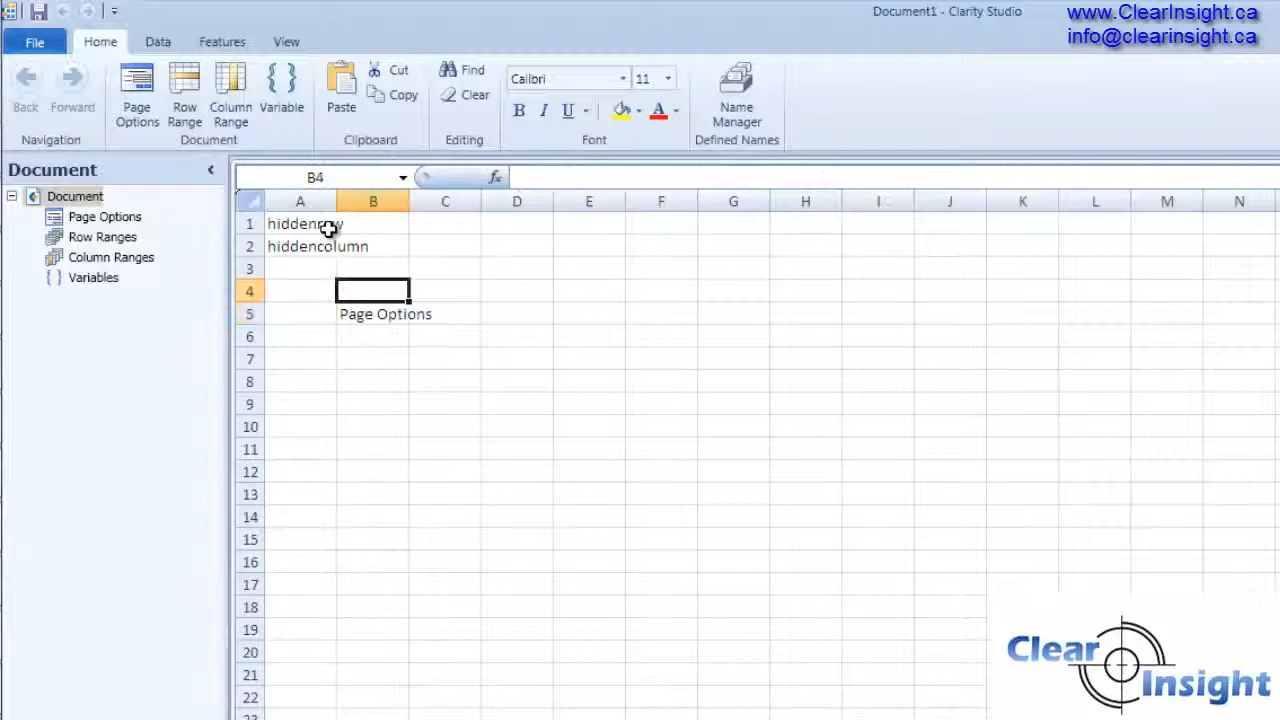 Document1 - Clarity Studio
www.ClearInsight.ca
info@clearinsight.ca
File Home Data Features View
Back Forward
Navigation
Page Options
Row Range
Column Range
Variable
Document
Paste
Cut
Copy
Clipboard
Find
Clear
Editing
Calibri 11
B I U A
Font
Name Manager
Defined Names
Document
Document
Page Options
Row Ranges
Column Ranges
{ } Variables
B4 fx
A B C D E F G H I J K L M N
1 hiddenrow
2 hiddencolumn
3
4
5 Page Options
6
7
8
9
10
11
12
13
14
15
16
17
18
19
20
21
22
23
Clear
Insight